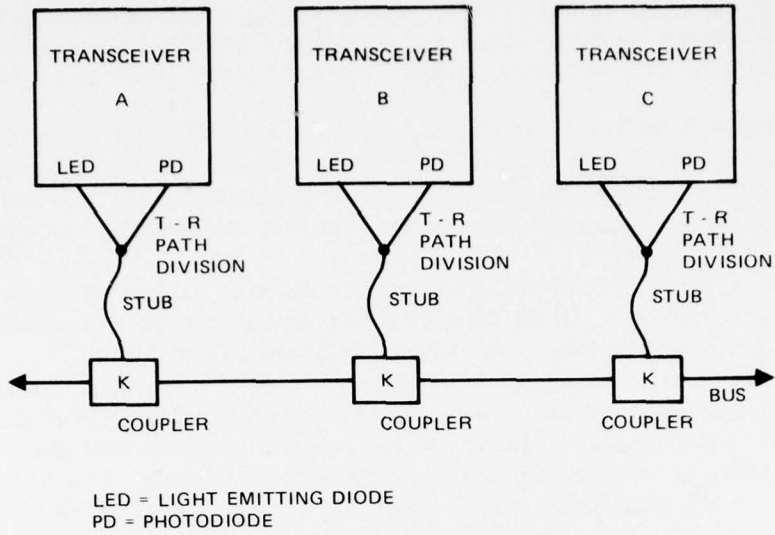 TRANSCEIVER
A
LED PD
T - R
PATH
DIVISION
STUB
K
COUPLER
TRANSCEIVER
B
LED PD
T - R
PATH
DIVISION
STUB
K
COUPLER
TRANSCEIVER
C
LED PD
T - R
PATH
DIVISION
STUB
K
COUPLER
BUS
LED = LIGHT EMITTING DIODE
PD = PHOTODIODE